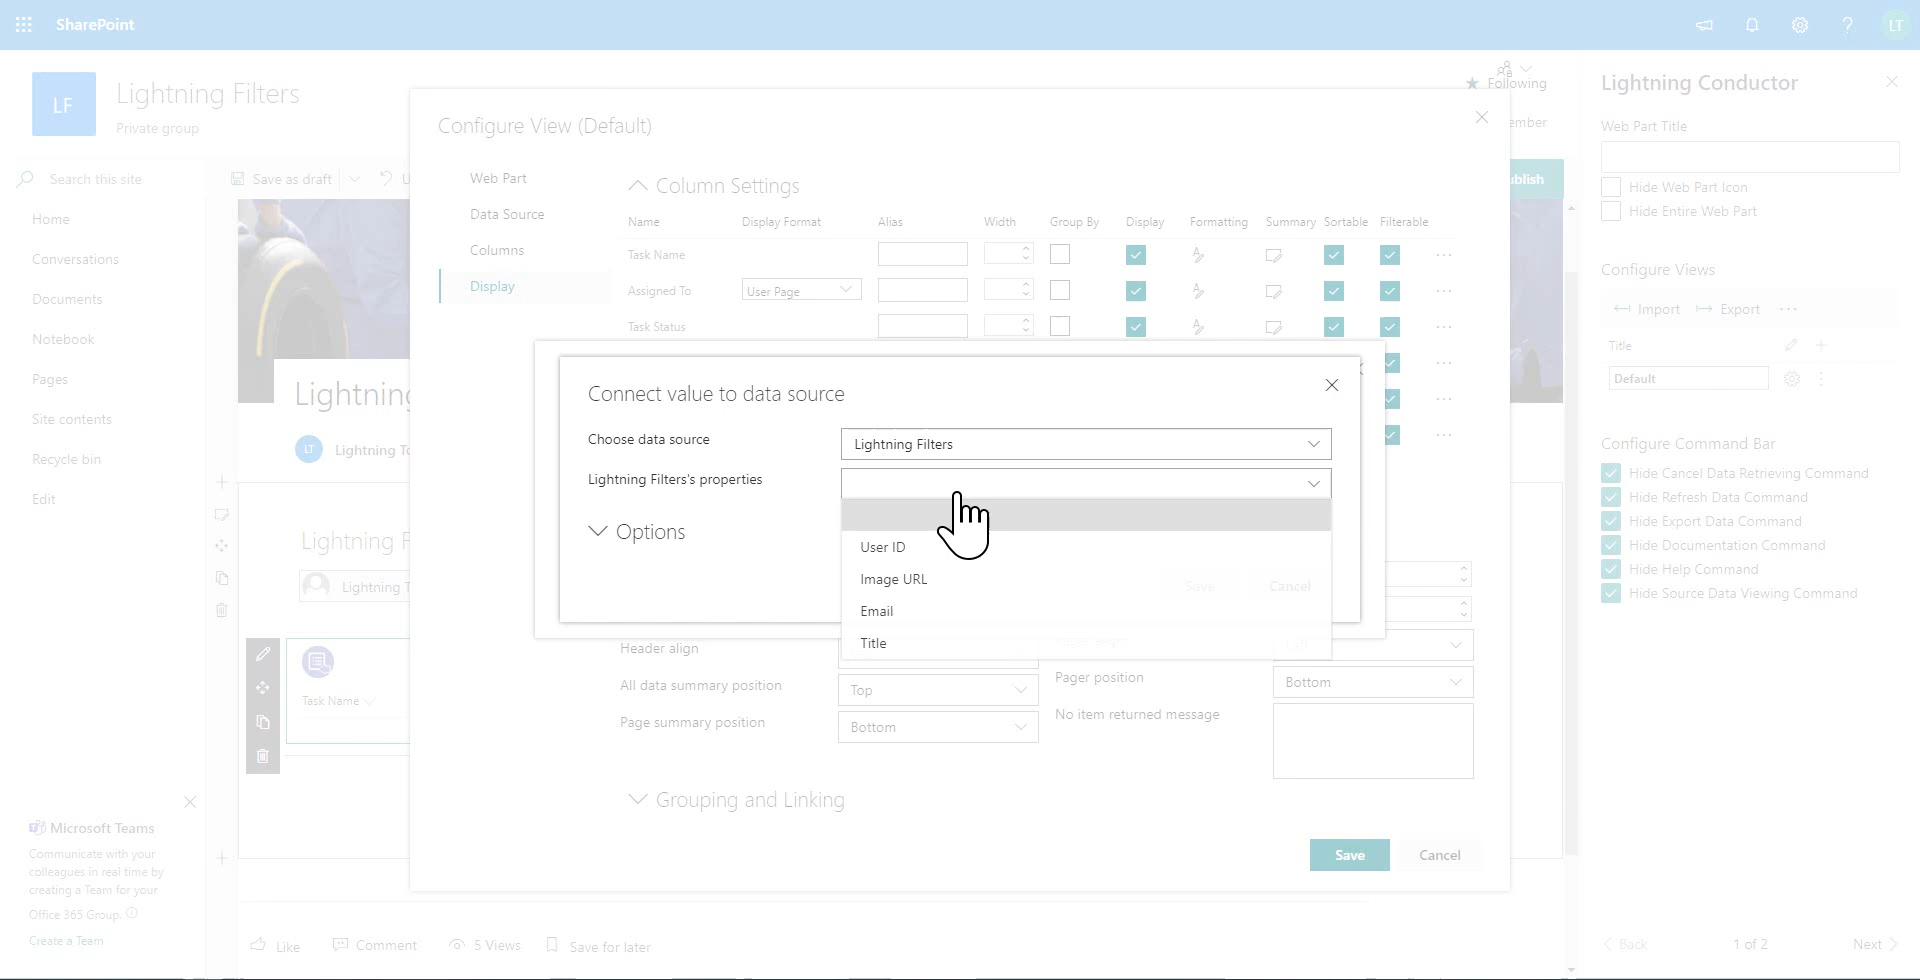 SharePoint
LT
LF
Lightning Filters
Private group
Following
Search this site
Save as draft
Home
Conversations
Documents
Notebook
Pages
Site contents
Recycle bin
Edit
LT
Lightning
Lightning
Task Name
Microsoft Teams
Communicate with your
colleagues in real time by
creating a Team for your
Office 365 Group.
Create a Team
Like
Comment
5 Views
Save for later
Configure View (Default)
Web Part
Data Source
Columns
Display
Column Settings
Name Display Format Alias Width Group By Display Formatting Summary Sortable Filterable
Task Name
Assigned To User Page
Task Status
Connect value to data source
Choose data source Lightning Filters
Lightning Filters's properties
Options
User ID
Image URL
Email
Title
Save Cancel
Header align
All data summary position Top
Page summary position Bottom
Pager position Bottom
No item returned message
Grouping and Linking
Save Cancel
Lightning Conductor
Web Part Title
Hide Web Part Icon
Hide Entire Web Part
Configure Views
Import Export
Title
Default
Configure Command Bar
Hide Cancel Data Retrieving Command
Hide Refresh Data Command
Hide Export Data Command
Hide Documentation Command
Hide Help Command
Hide Source Data Viewing Command
Back 1 of 2 Next